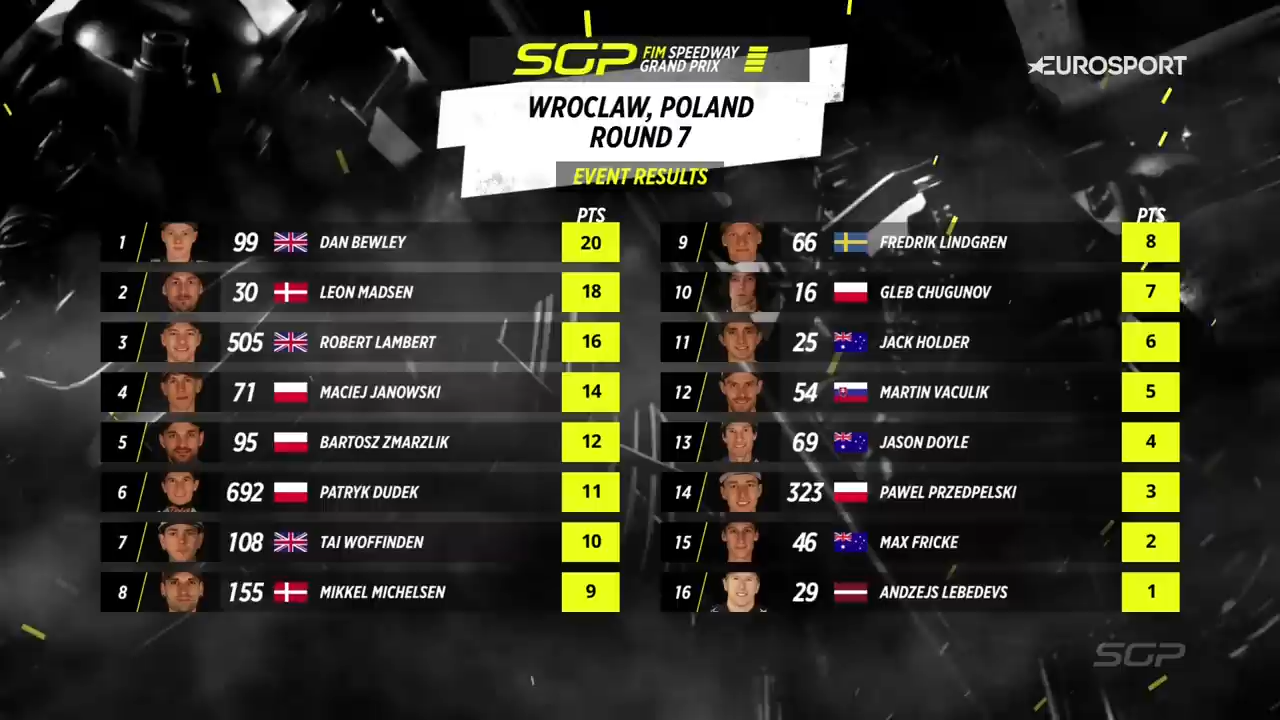 SGP FIM SPEEDWAY GRAND PRIX
EUROSPORT
WROCLAW, POLAND
ROUND 7
EVENT RESULTS
PTS
1 99 DAN BEWLEY 20
2 30 LEON MADSEN 18
3 505 ROBERT LAMBERT 16
4 71 MACIEJ JANOWSKI 14
5 95 BARTOSZ ZMARZLIK 12
6 692 PATRYK DUDEK 11
7 108 TAI WOFFINDEN 10
8 155 MIKKEL MICHELSEN 9
PTS
9 66 FREDRIK LINDGREN 8
10 16 GLEB CHUGUNOV 7
11 25 JACK HOLDER 6
12 54 MARTIN VACULIK 5
13 69 JASON DOYLE 4
14 323 PAWEL PRZEDPELSKI 3
15 46 MAX FRICKE 2
16 29 ANDZEJS LEBEDEVS 1
SGP